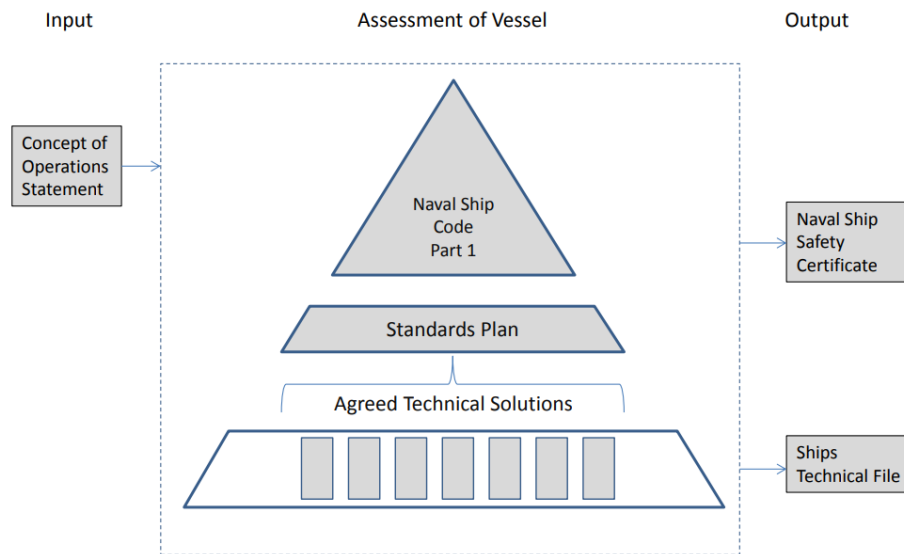 Input
Assessment of Vessel
Output
Concept of
Operations
Statement
Naval Ship
Code
Part 1
Naval Ship
Safety
Certificate
Standards Plan
Agreed Technical Solutions
Ships
Technical File